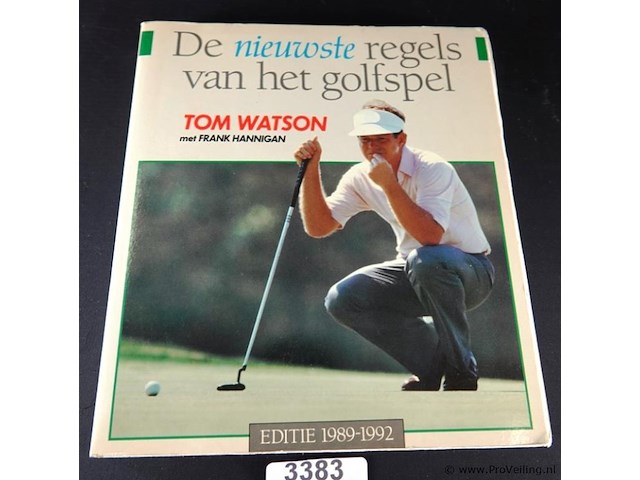 De nieuwste regels
van het golfspel
TOM WATSON
met FRANK HANNIGAN
EDITIE 1989-1992
3383
© www.ProVeiling.nl